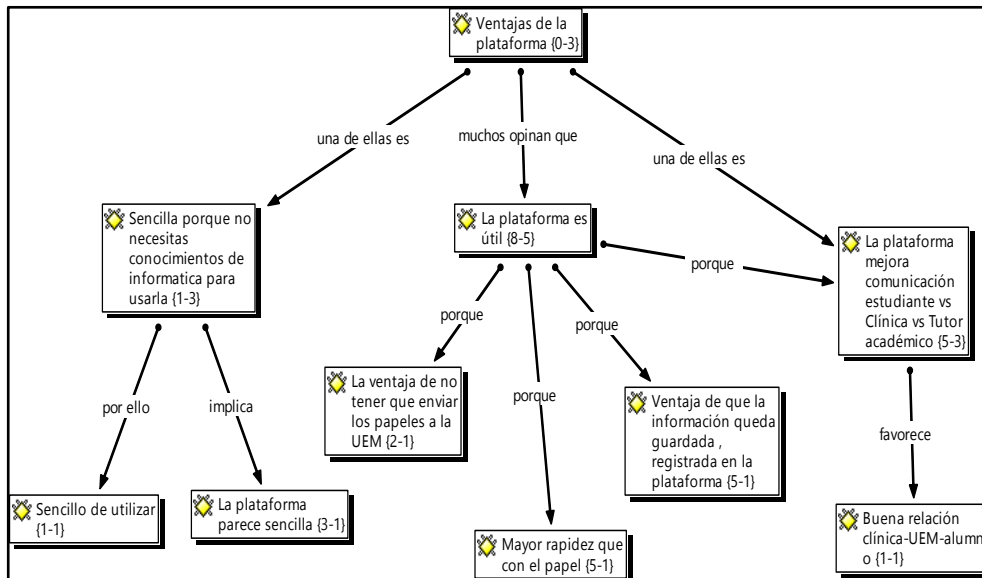 Ventajas de la
plataforma {0-3}
una de ellas es
muchos opinan que
una de ellas es
Sencilla porque no
necesitas
conocimientos de
informatica para
usarla {1-3}
La plataforma es
útil {8-5}
porque
La plataforma
mejora
comunicación
estudiante vs
Clínica vs Tutor
académico {5-3}
por ello
implica
porque
porque
porque
favorece
La ventaja de no
tener que enviar
los papeles a la
UEM {2-1}
Ventaja de que la
información queda
guardada ,
registrada en la
plataforma {5-1}
Sencillo de utilizar
{1-1}
La plataforma
parece sencilla {3-1}
Mayor rapidez que
con el papel {5-1}
Buena relación
clínica-UEM-alumn
o {1-1}